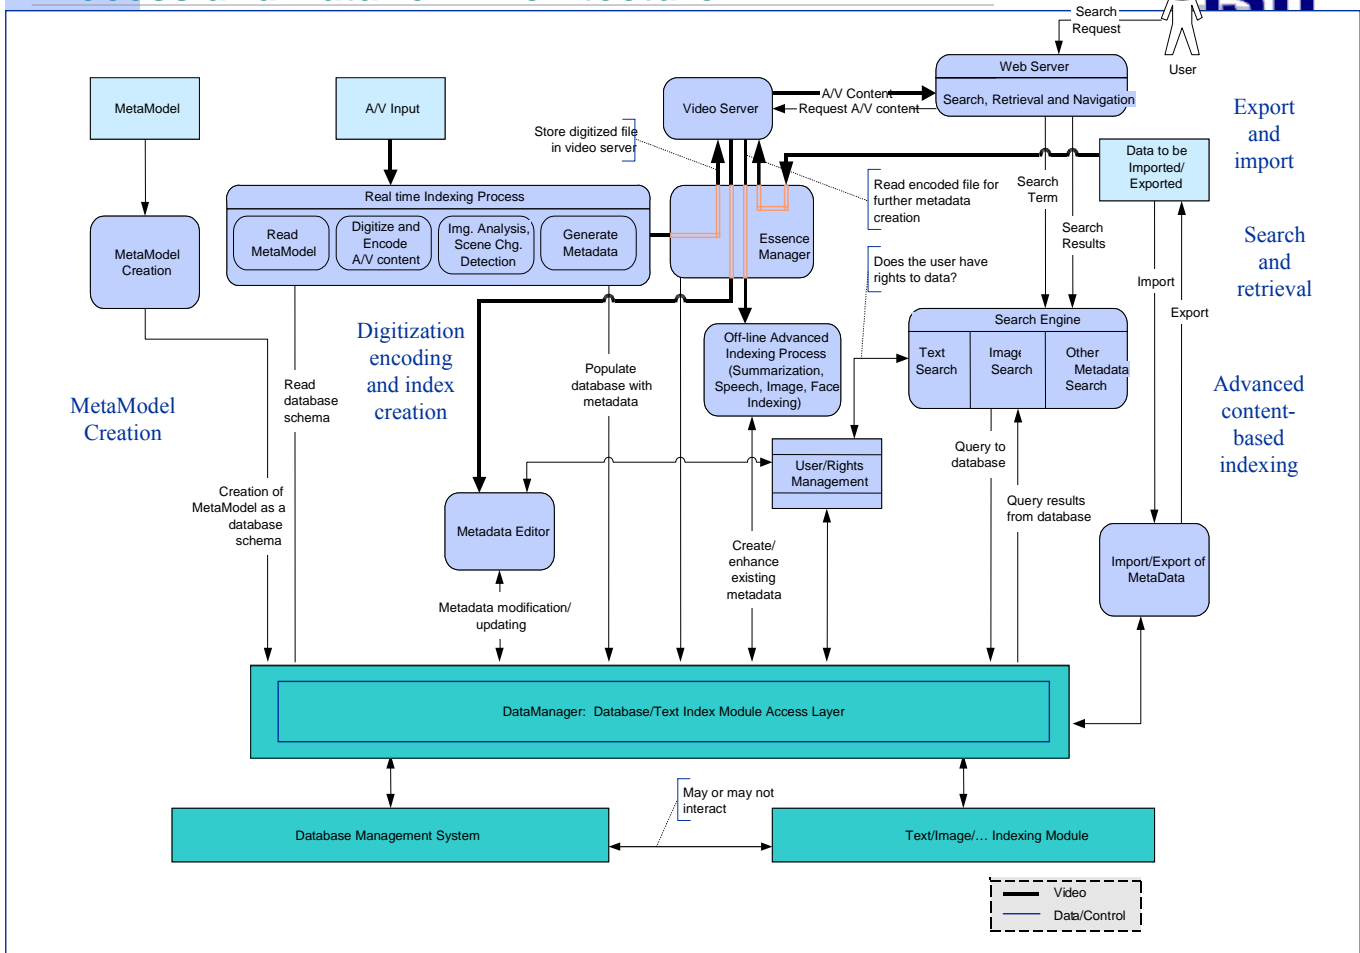 Search
Request
User
Web Server
Search, Retrieval and Navigation
MetaModel
A/V Input
Video Server
A/V Content
Request A/V content
Store digitized file
in video server
Export
and
import
Data to be
Imported/
Exported
Read encoded file for
further metadata
creation
Search
Term
Search
Results
Real time Indexing Process
Read
MetaModel
Digitize and
Encode
A/V content
Img. Analysis,
Scene Chg.
Detection
Generate
Metadata
Essence
Manager
MetaModel
Creation
Does the user have
rights to data?
Search
and
retrieval
Import
Export
Digitization
encoding
and index
creation
Off-line Advanced
Indexing Process
(Summarization,
Speech, Image, Face
Indexing)
Search Engine
Text
Search
Image
Search
Other
Metadata
Search
Read
database
schema
Populate
database with
metadata
MetaModel
Creation
Advanced
content-
based
indexing
Query to
database
User/Rights
Management
Creation of
MetaModel as a
database
schema
Query results
from database
Metadata Editor
Create/
enhance
existing
metadata
Import/Export of
MetaData
Metadata modification/
updating
DataManager: Database/Text Index Module Access Layer
May or may not
interact
Database Management System
Text/Image/... Indexing Module
Video
Data/Control